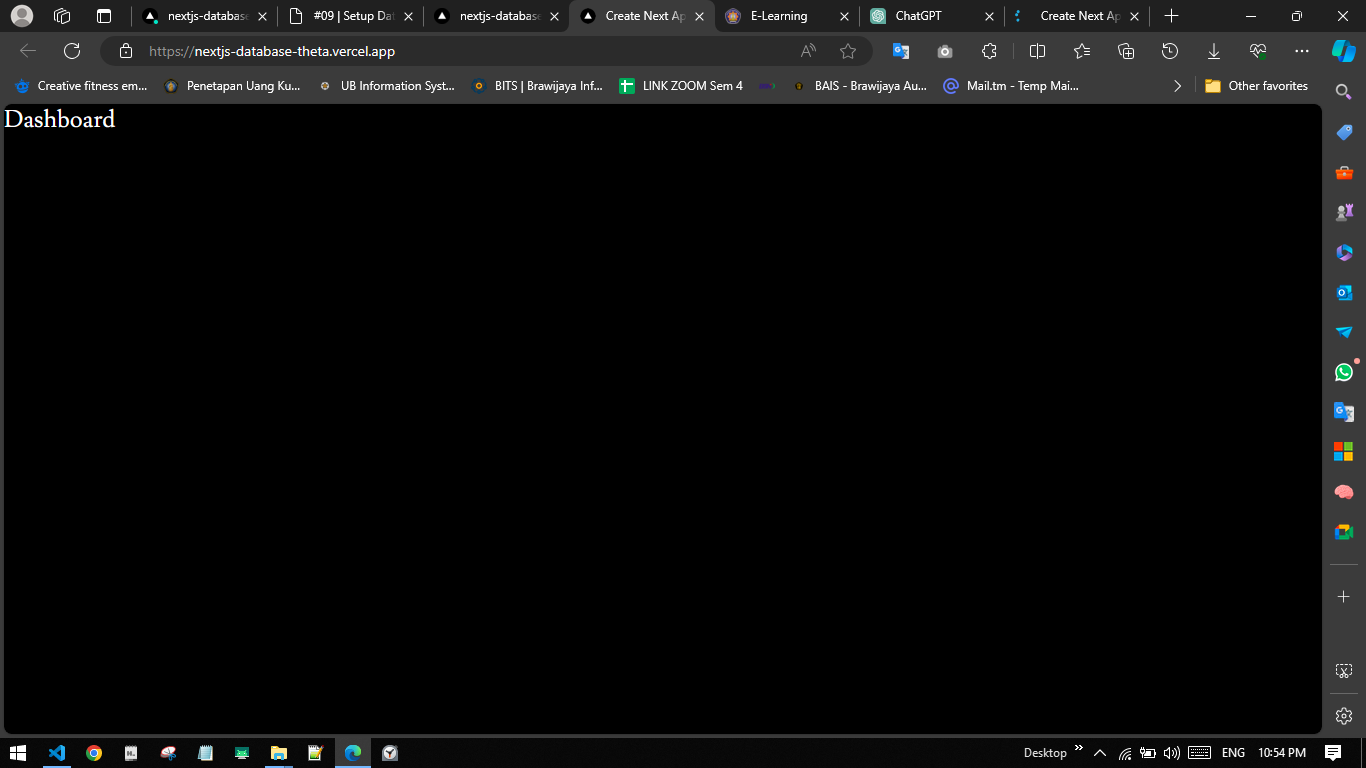 nextjs-database
#09 | Setup Dat
nextjs-database
Create Next Ap
E-Learning
ChatGPT
Create Next Ap
https://nextjs-database-theta.vercel.app
Creative fitness em...
Penetapan Uang Ku...
UB Information Syst...
BITS | Brawijaya Inf...
LINK ZOOM Sem 4
BAIS - Brawijaya Au...
Mail.tm - Temp Mai...
Other favorites
Dashboard
Desktop
ENG
10:54 PM